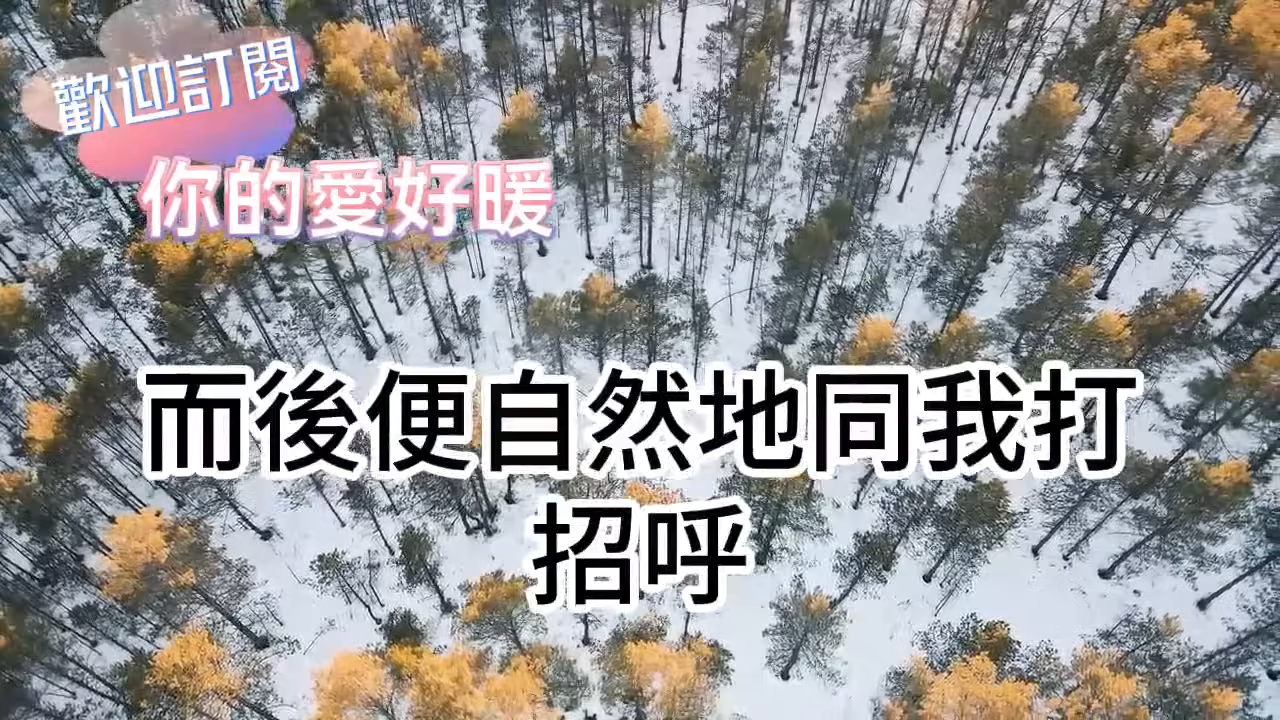 歡迎訂閱
你的愛好暖
而後便自然地同我打
招呼